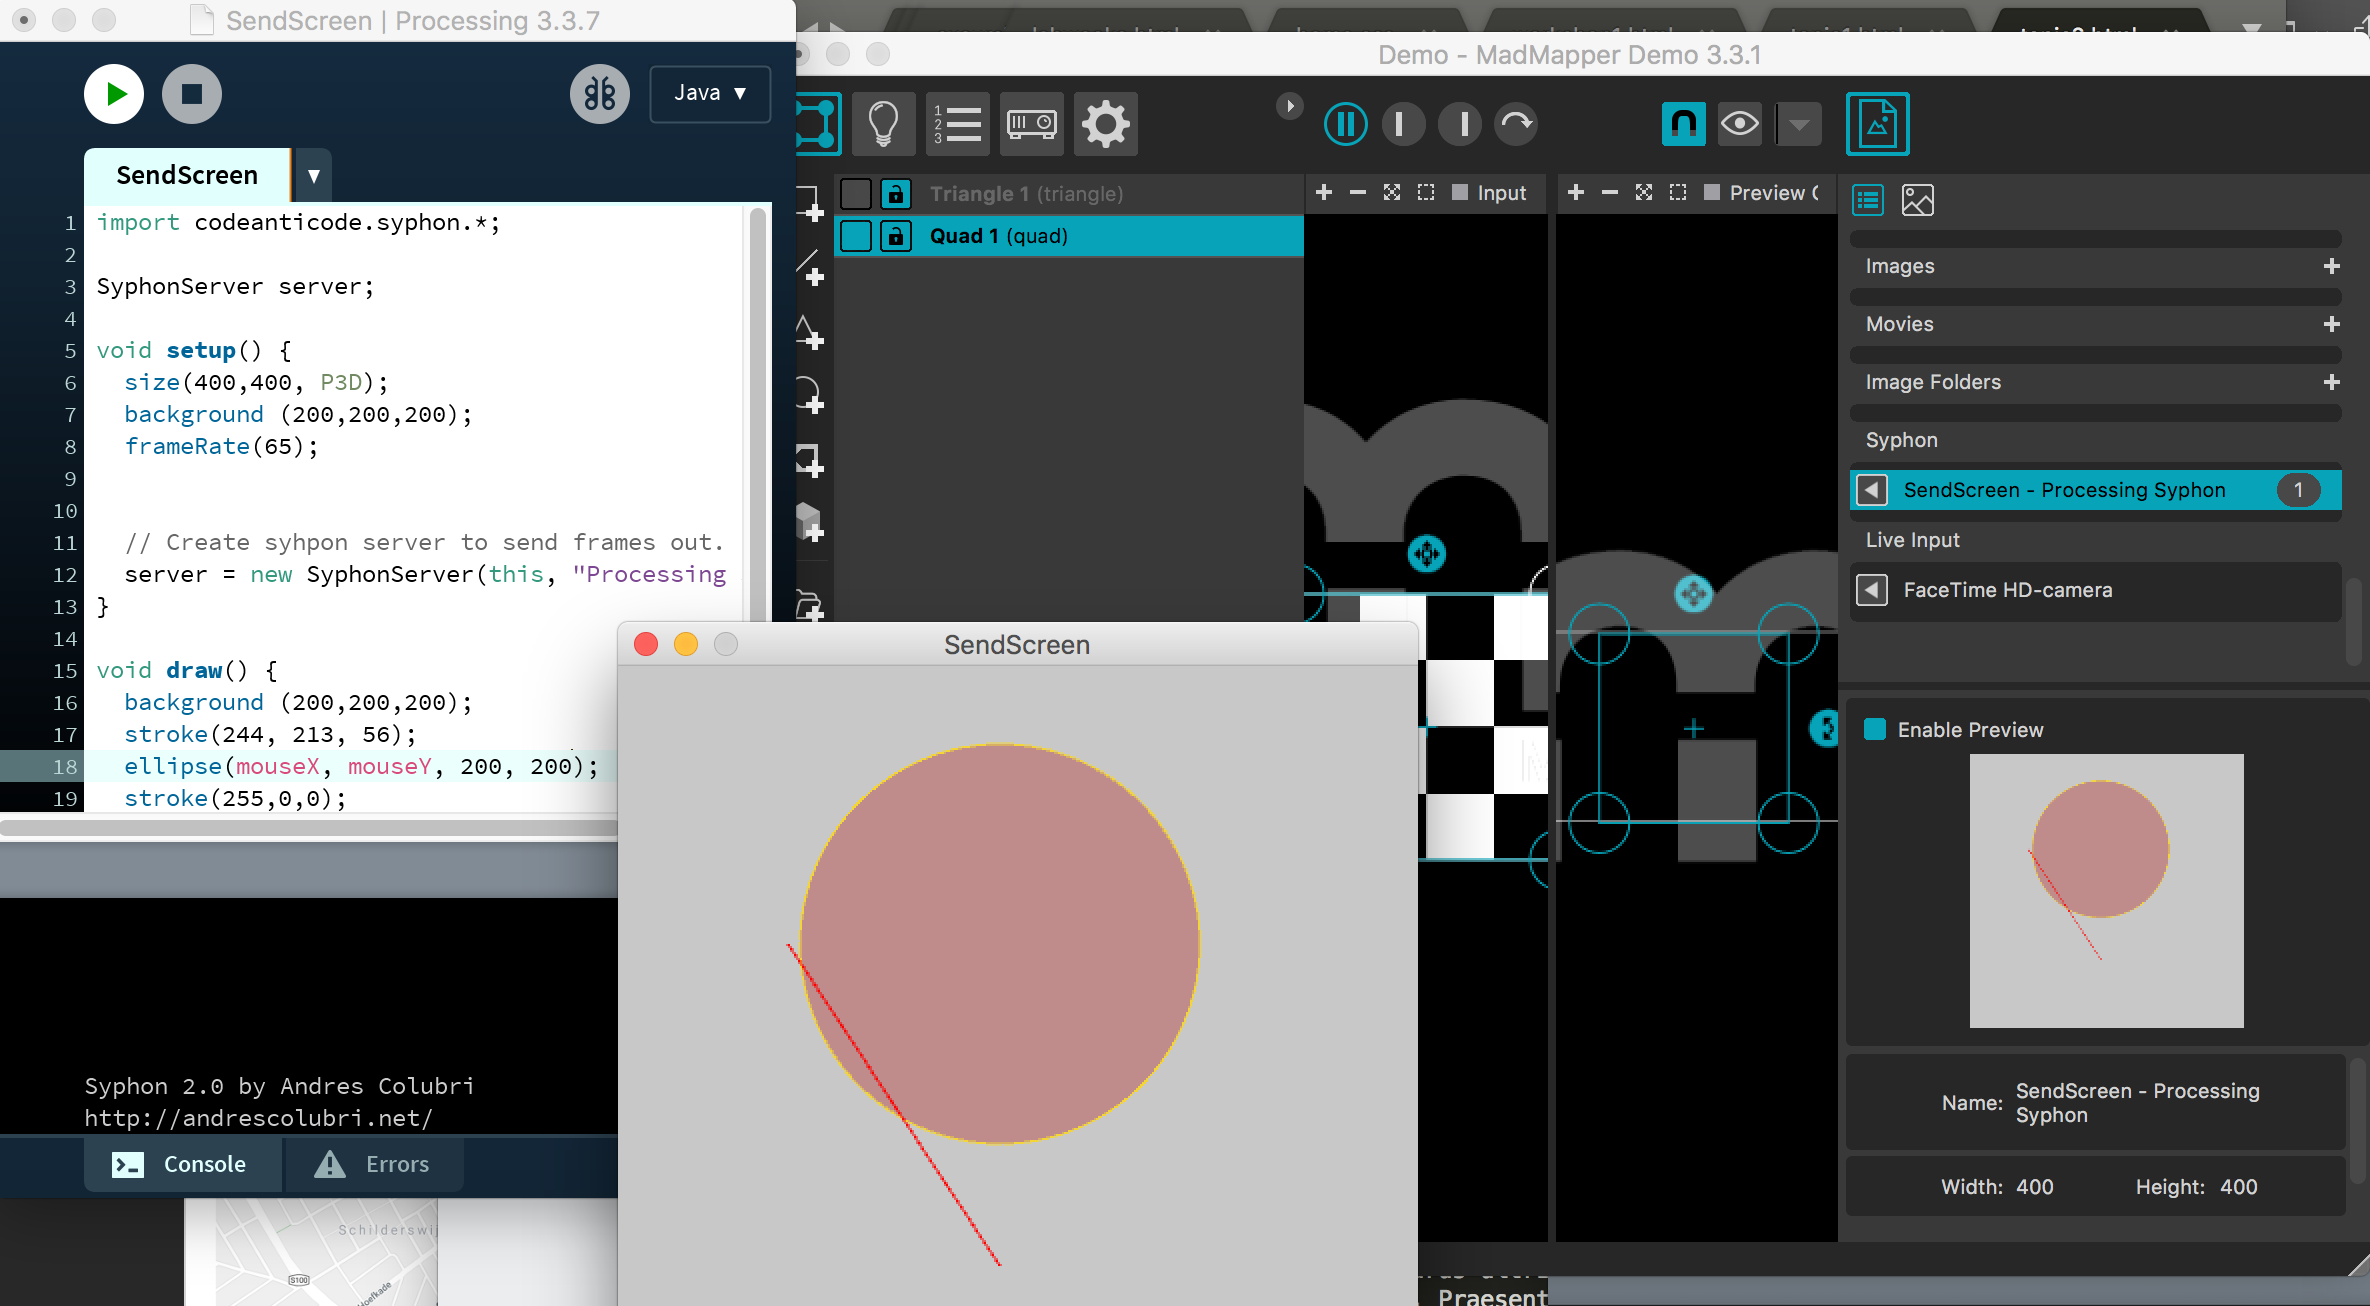 SendScreen | Processing 3.3.7
Java ▼
SendScreen
▼
1 import codeanticode.syphon.*;
2
3 SyphonServer server;
4
5 void setup() {
6 size(400,400, P3D);
7 background (200,200,200);
8 frameRate(65);
9
10
11 // Create syhpon server to send frames out.
12 server = new SyphonServer(this, "Processing
13 }
14
15 void draw() {
16 background (200,200,200);
17 stroke(244, 213, 56);
18 ellipse(mouseX, mouseY, 200, 200);
19 stroke(255,0,0);
Syphon 2.0 by Andres Colubri
http://andrescolubri.net/
Console
Errors
Schilderswij
S100
Hoefkade
SendScreen
Demo - MadMapper Demo 3.3.1
1
2
3
Triangle 1 (triangle)
Quad 1 (quad)
Input
Preview
Images
Movies
Image Folders
Syphon
SendScreen - Processing Syphon 1
Live Input
FaceTime HD-camera
Enable Preview
Name: SendScreen - Processing
Syphon
Width: 400 Height: 400
Praesent